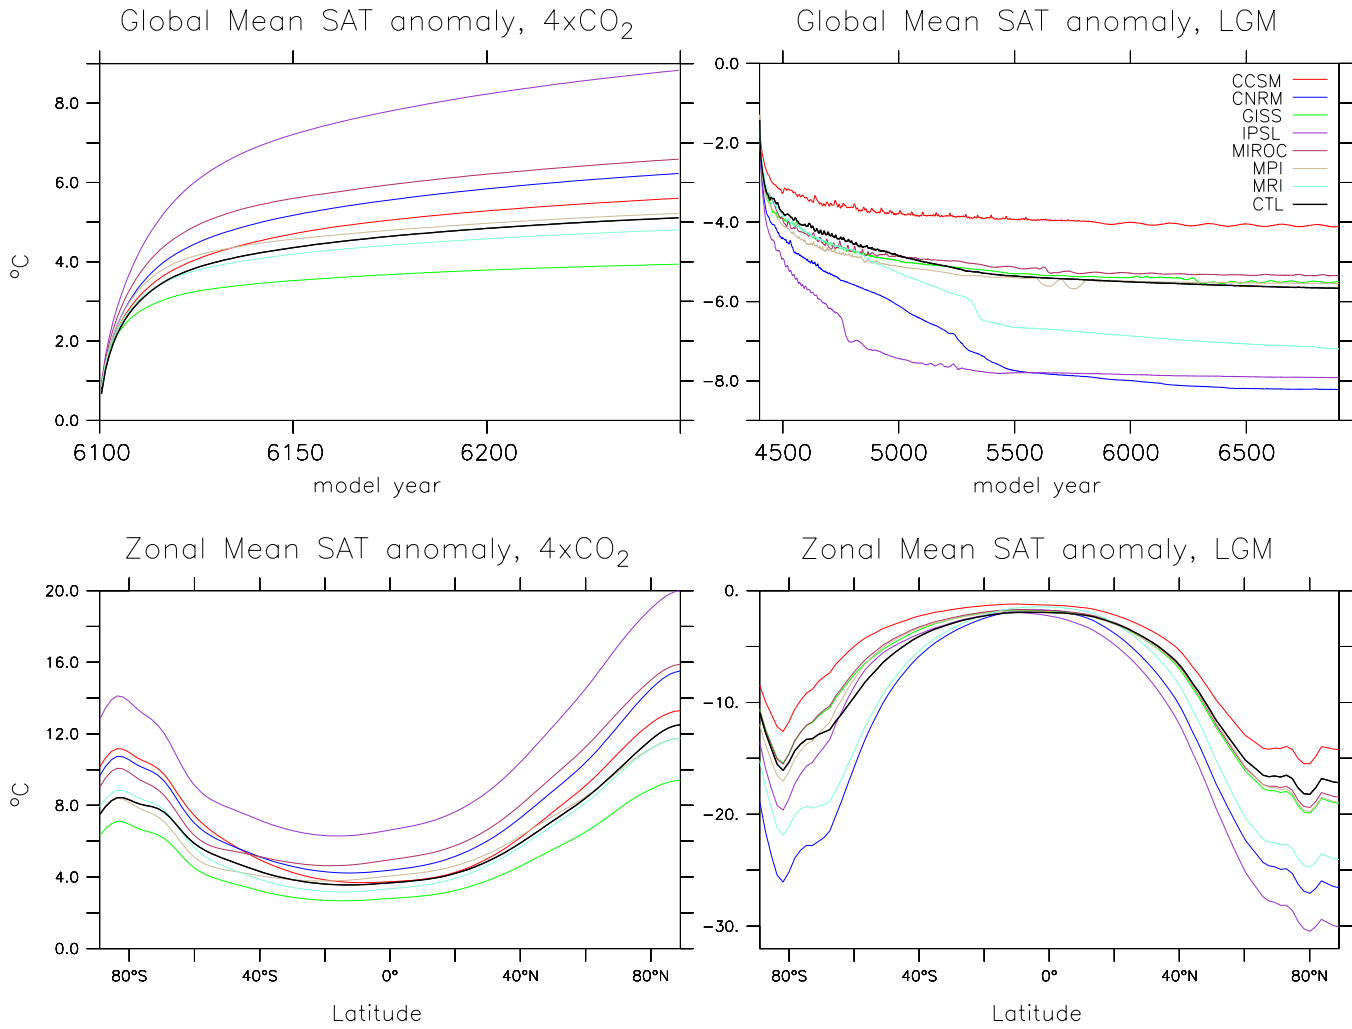 Global Mean SAT anomaly, 4xCO2
8.0
6.0
4.0
2.0
0.0
°C
6100 6150 6200
model year
Global Mean SAT anomaly, LGM
0.0
−2.0
−4.0
−6.0
−8.0
CCSM
CNRM
GISS
IPSL
MIROC
MPI
MRI
CTL
4500 5000 5500 6000 6500
model year
Zonal Mean SAT anomaly, 4xCO2
20.0
16.0
12.0
8.0
4.0
0.0
°C
80°S 40°S 0° 40°N 80°N
Latitude
Zonal Mean SAT anomaly, LGM
0.
−10.
−20.
−30.
80°S 40°S 0° 40°N 80°N
Latitude